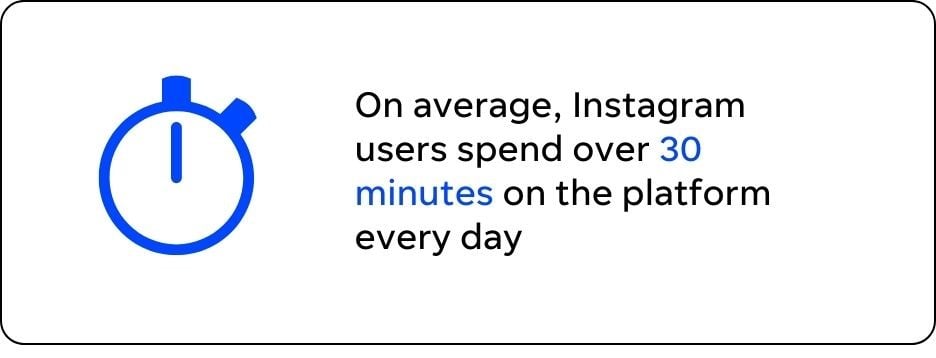 On average, Instagram
users spend over 30
minutes on the platform
every day